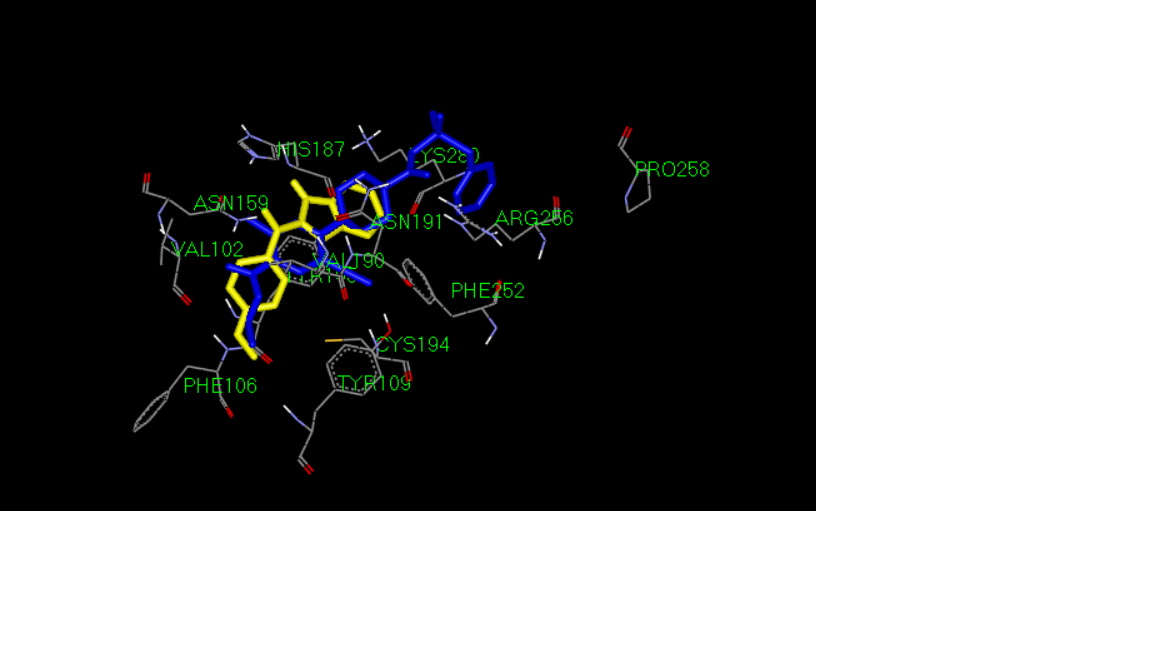 HIS187
LYS280
PRO258
ASN159
ASN191
ARG256
VAL102
VAL190
PHE252
CYS194
PHE106
TYR109